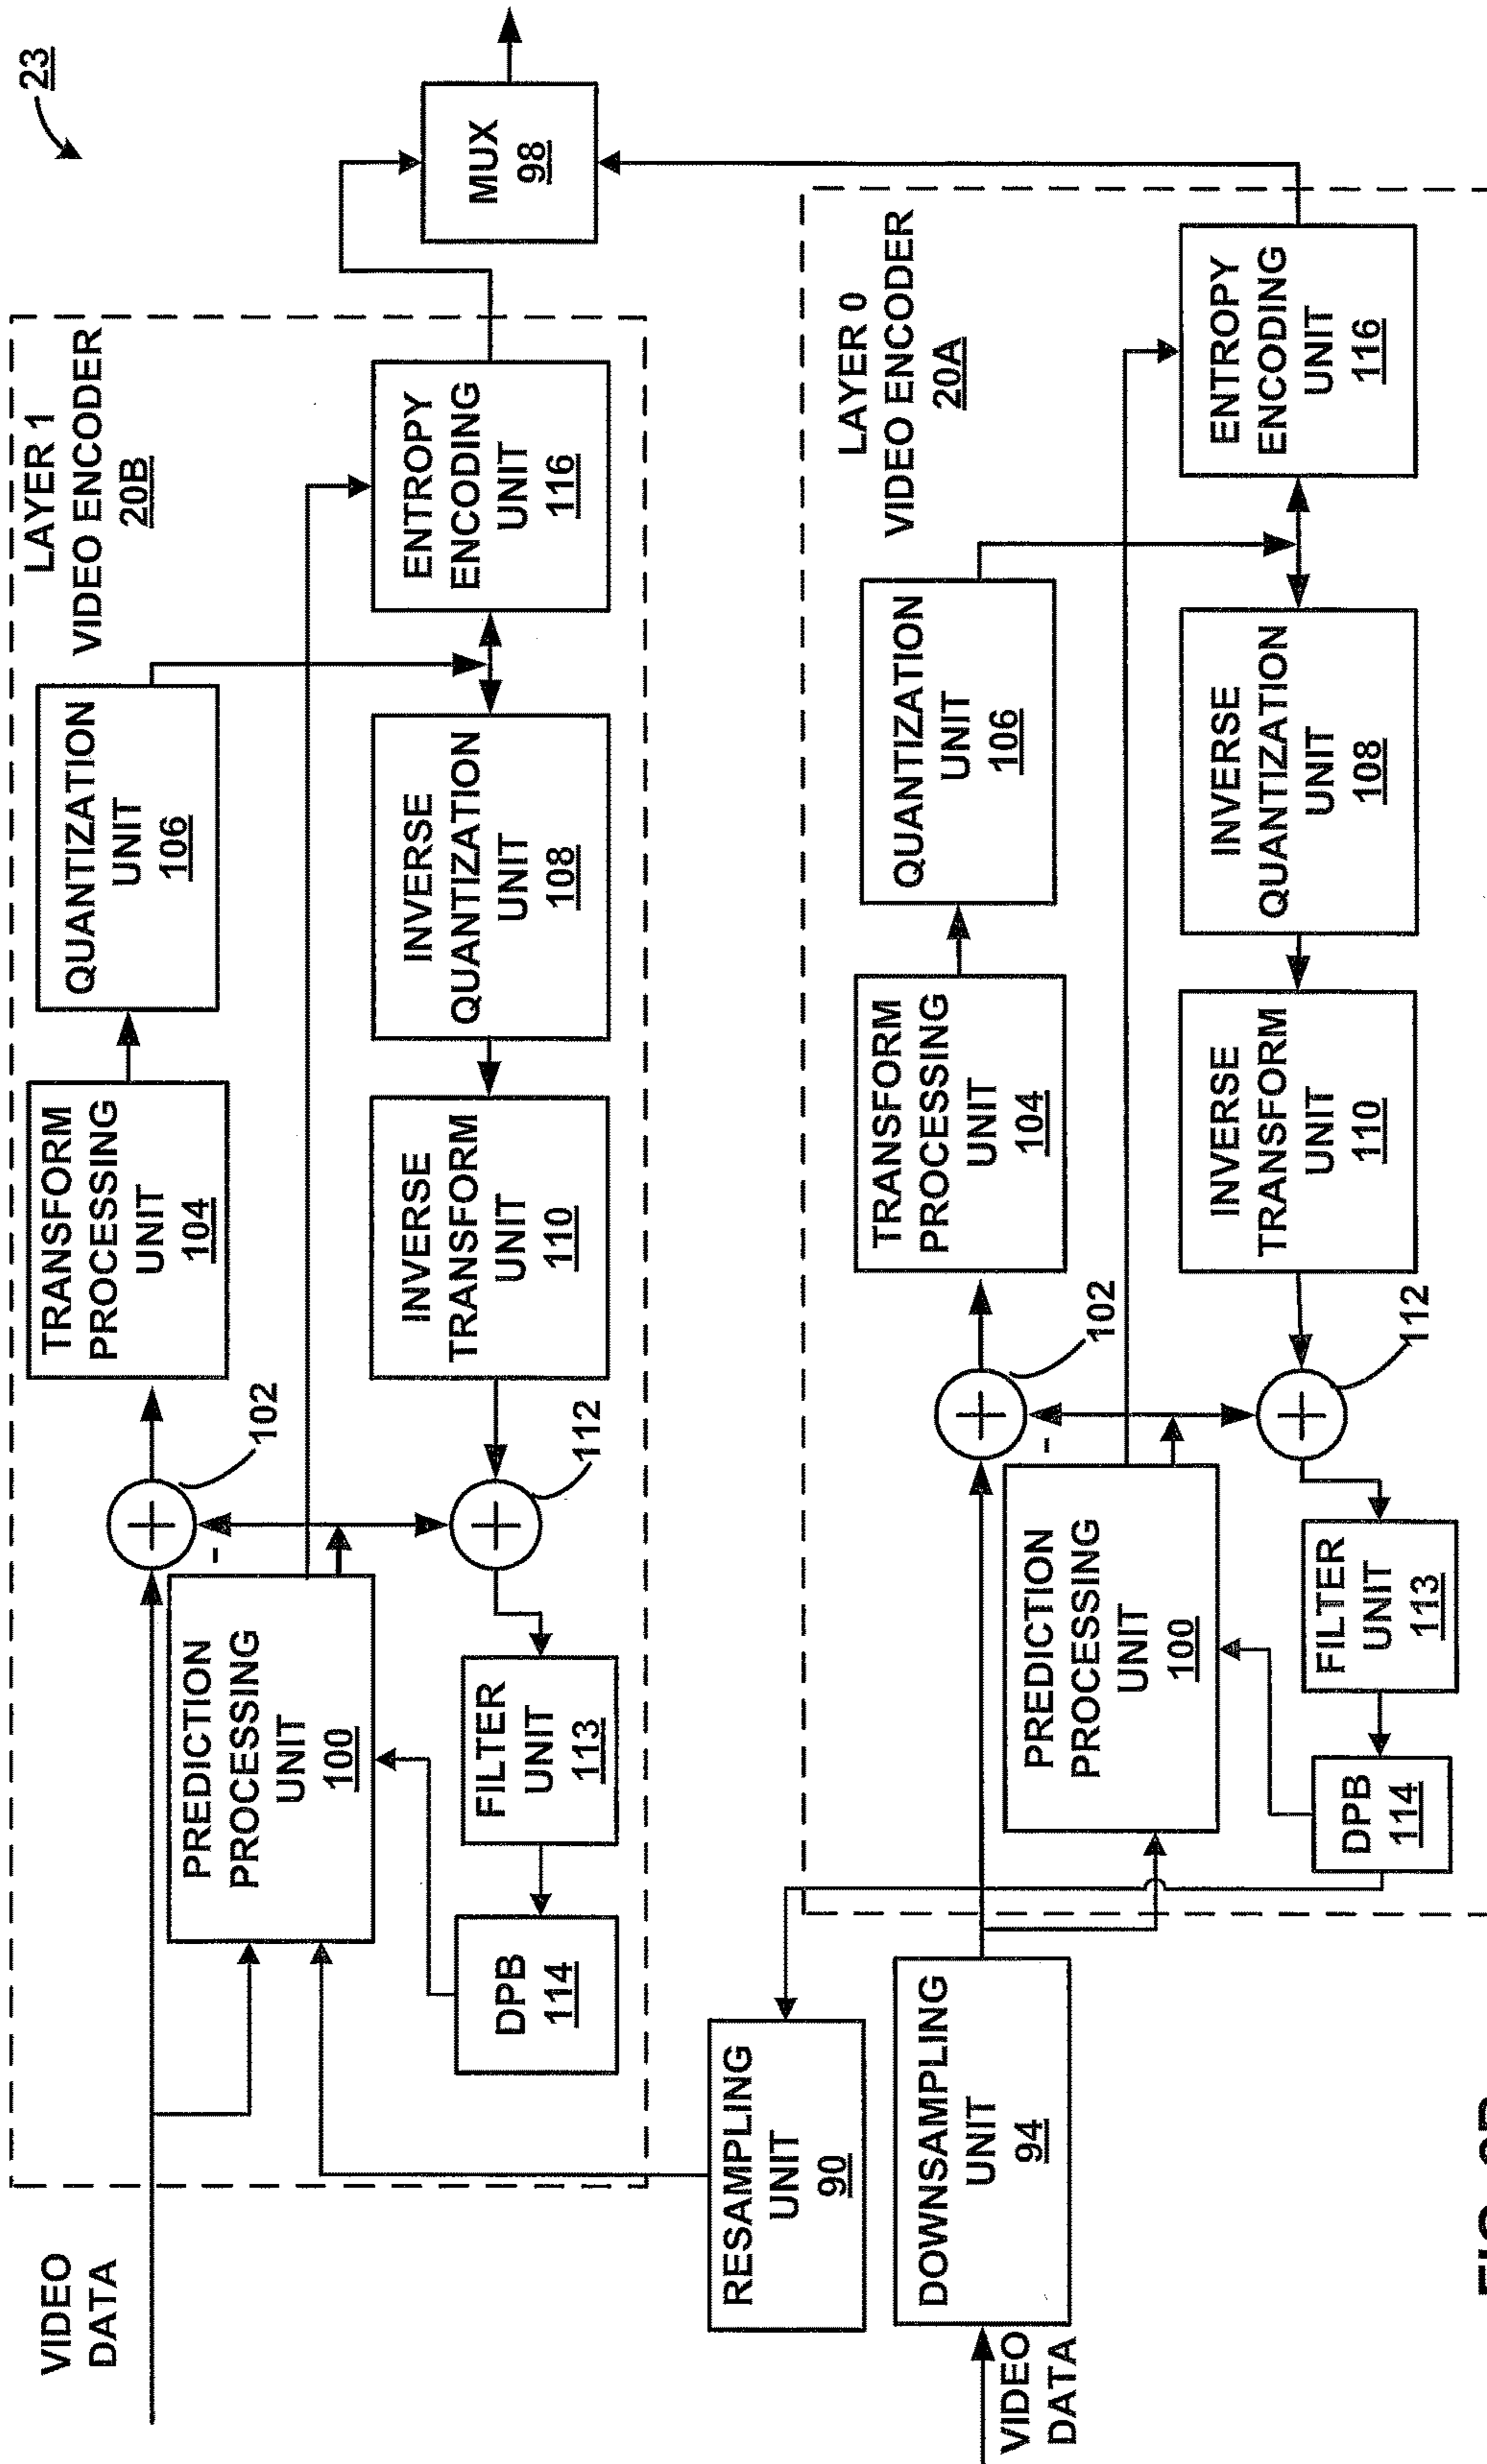 23
VIDEO
DATA
LAYER 1
VIDEO ENCODER
20B
PREDICTION
PROCESSING
UNIT
100
102
-
TRANSFORM
PROCESSING
UNIT
104
QUANTIZATION
UNIT
106
DPB
114
FILTER
UNIT
113
112
INVERSE
TRANSFORM
UNIT
110
INVERSE
QUANTIZATION
UNIT
108
ENTROPY
ENCODING
UNIT
116
MUX
98
RESAMPLING
UNIT
90
VIDEO
DATA
DOWNSAMPLING
UNIT
94
LAYER 0
VIDEO ENCODER
20A
PREDICTION
PROCESSING
UNIT
100
102
-
TRANSFORM
PROCESSING
UNIT
104
QUANTIZATION
UNIT
106
DPB
114
FILTER
UNIT
113
112
INVERSE
TRANSFORM
UNIT
110
INVERSE
QUANTIZATION
UNIT
108
ENTROPY
ENCODING
UNIT
116